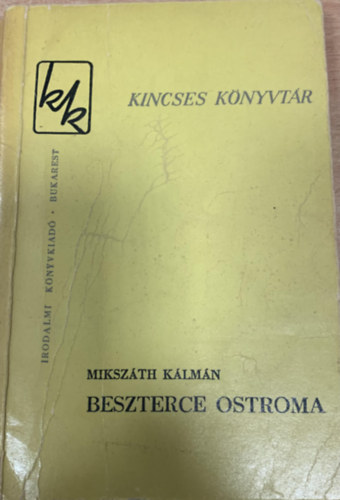 kk
KINCSES KÖNYVTÁR
IRODALMI KÖNYVKIADÓ · BUKAREST
MIKSZÁTH KÁLMÁN
BESZTERCE OSTROMA